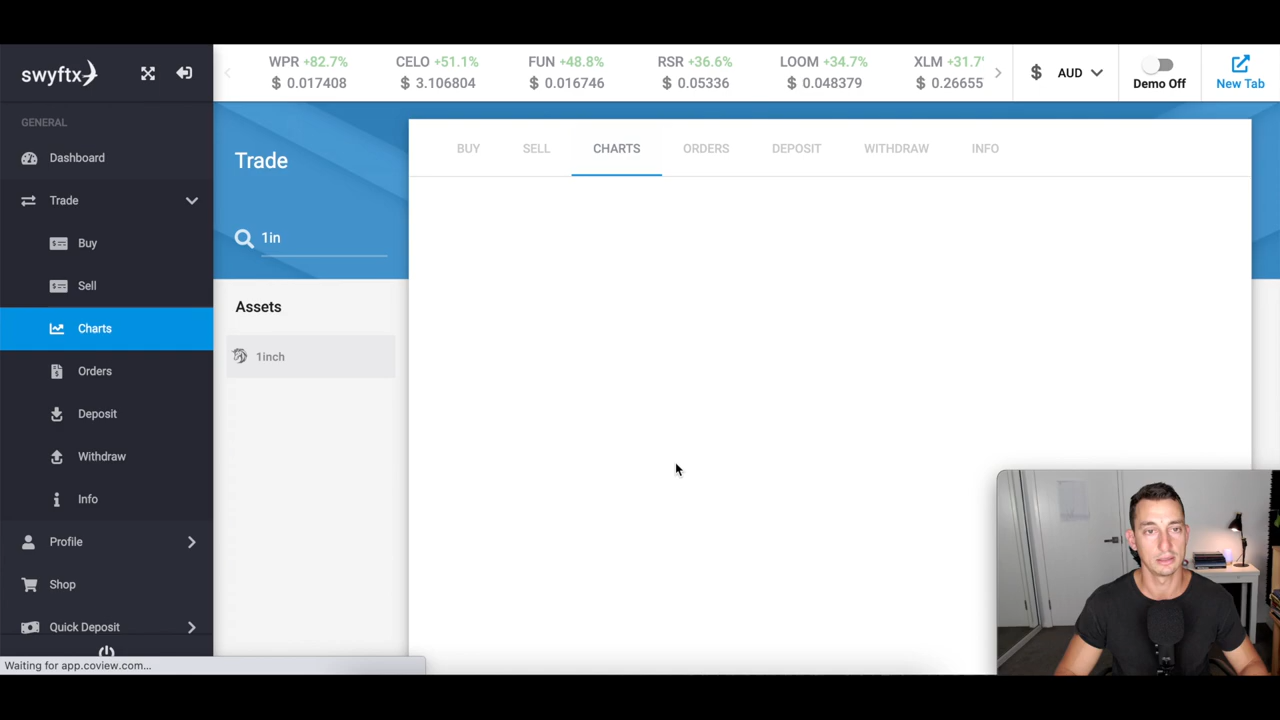 swyftx
WPR +82.7%
$ 0.017408
CELO +51.1%
$ 3.106804
FUN +48.8%
$ 0.016746
RSR +36.6%
$ 0.05336
LOOM +34.7%
$ 0.048379
XLM +31.7'
$ 0.26655
$ AUD
Demo Off
New Tab
GENERAL
Dashboard
Trade
Buy
Sell
Charts
Orders
Deposit
Withdraw
Info
Profile
Shop
Quick Deposit
Waiting for app.coview.com...
Trade
1in
Assets
1inch
BUY SELL CHARTS ORDERS DEPOSIT WITHDRAW INFO